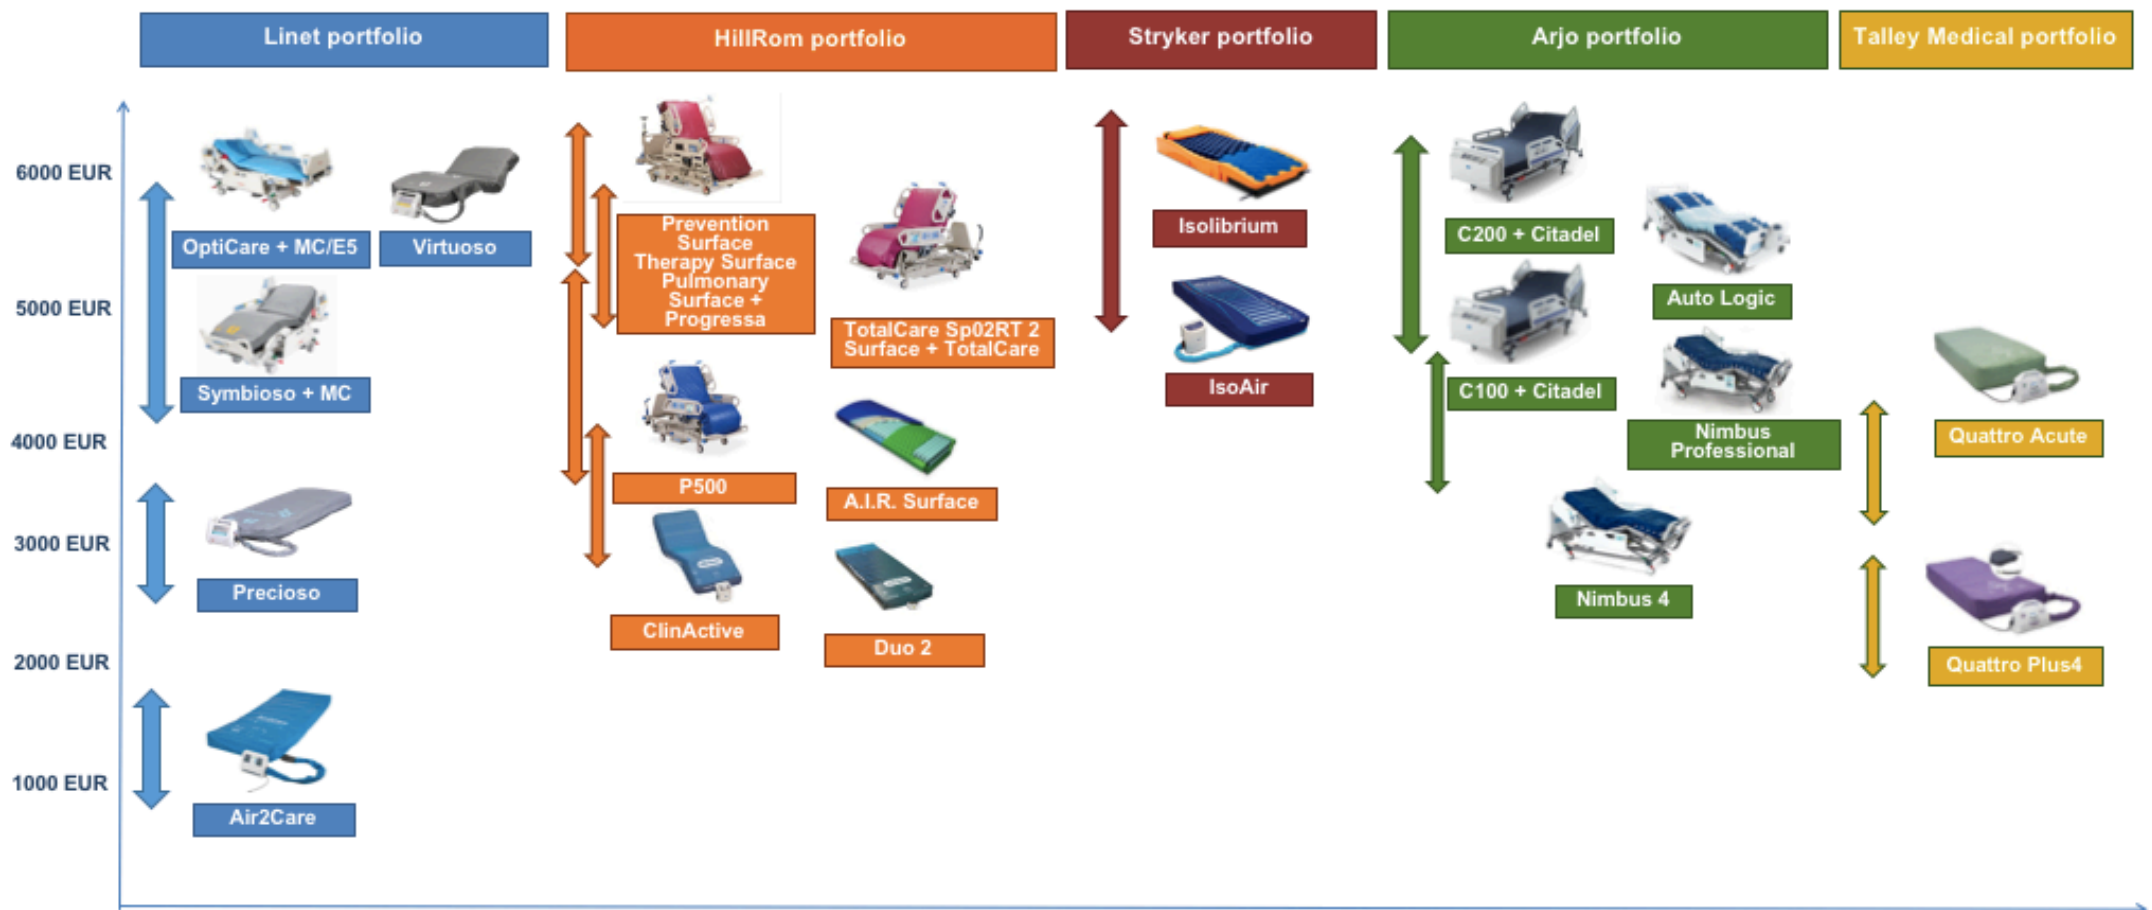 Linet portfolio
HillRom portfolio
Stryker portfolio
Arjo portfolio
Talley Medical portfolio
6000 EUR
5000 EUR
4000 EUR
3000 EUR
2000 EUR
1000 EUR
OptiCare + MC/E5
Virtuoso
Symbioso + MC
Precioso
Air2Care
Prevention
Surface
Therapy Surface
Pulmonary
Surface +
Progressa
TotalCare Sp02RT 2
Surface + TotalCare
P500
A.I.R. Surface
ClinActive
Duo 2
Isolibrium
IsoAir
C200 + Citadel
Auto Logic
C100 + Citadel
Nimbus
Professional
Nimbus 4
Quattro Acute
Quattro Plus4